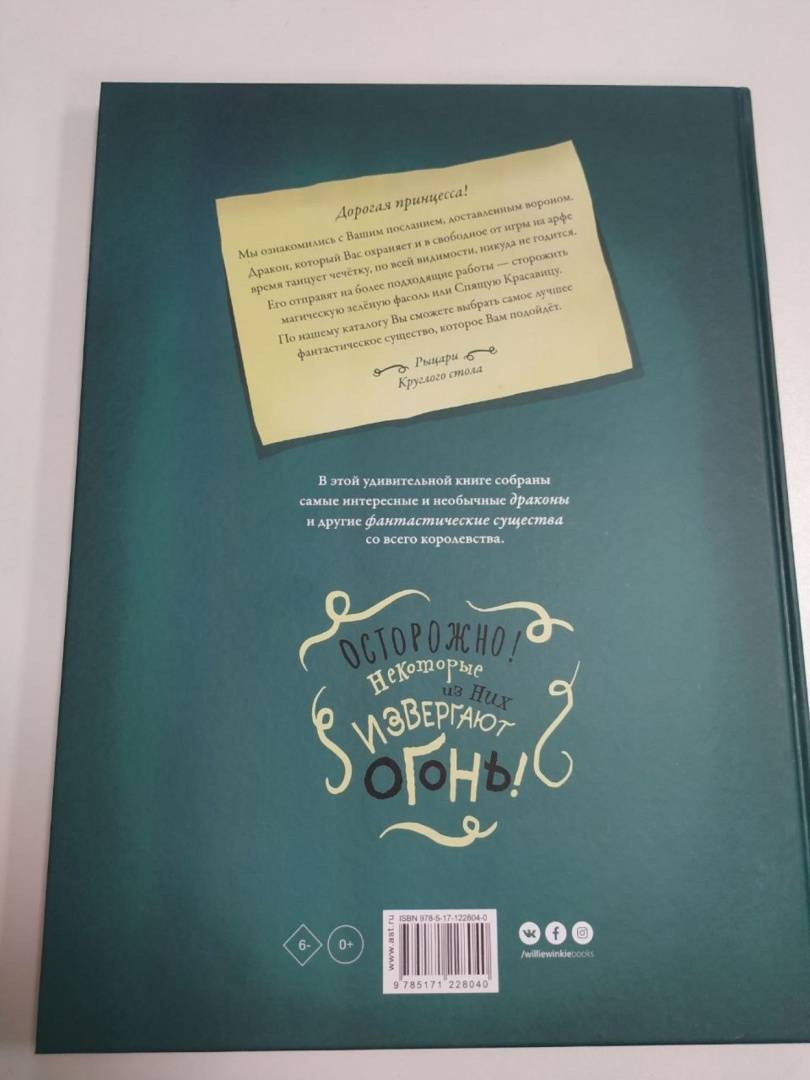 Дорогая принцесса!
Мы ознакомились с Вашим посланием, доставленным вороном.
Дракон, который Вас охраняет и в свободное от игры на арфе
время танцует чечётку, по всей видимости, никуда не годится.
Его отправят на более подходящие работы — сторожить
магическую зелёную фасоль или Спящую Красавицу.
По нашему каталогу Вы сможете выбрать самое лучшее
фантастическое существо, которое Вам подойдёт.
Рыцари
Круглого стола
В этой удивительной книге собраны
самые интересные и необычные драконы
и другие фантастические существа
со всего королевства.
ОСТОРОЖНО!
Некоторые
из них
ИЗВЕРГАЮТ
ОГОНЬ!
6-
0+
www.ast.ru
ISBN 978-5-17-122804-0
9 785171 228040
/williewinkiebooks